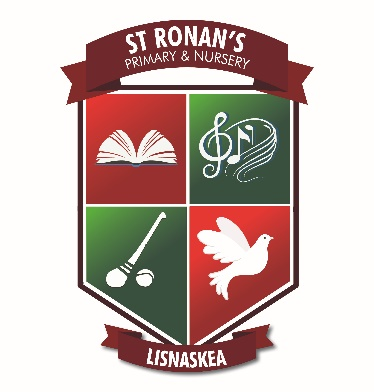 ST RONAN'S
PRIMARY & NURSERY
LISNASKEA